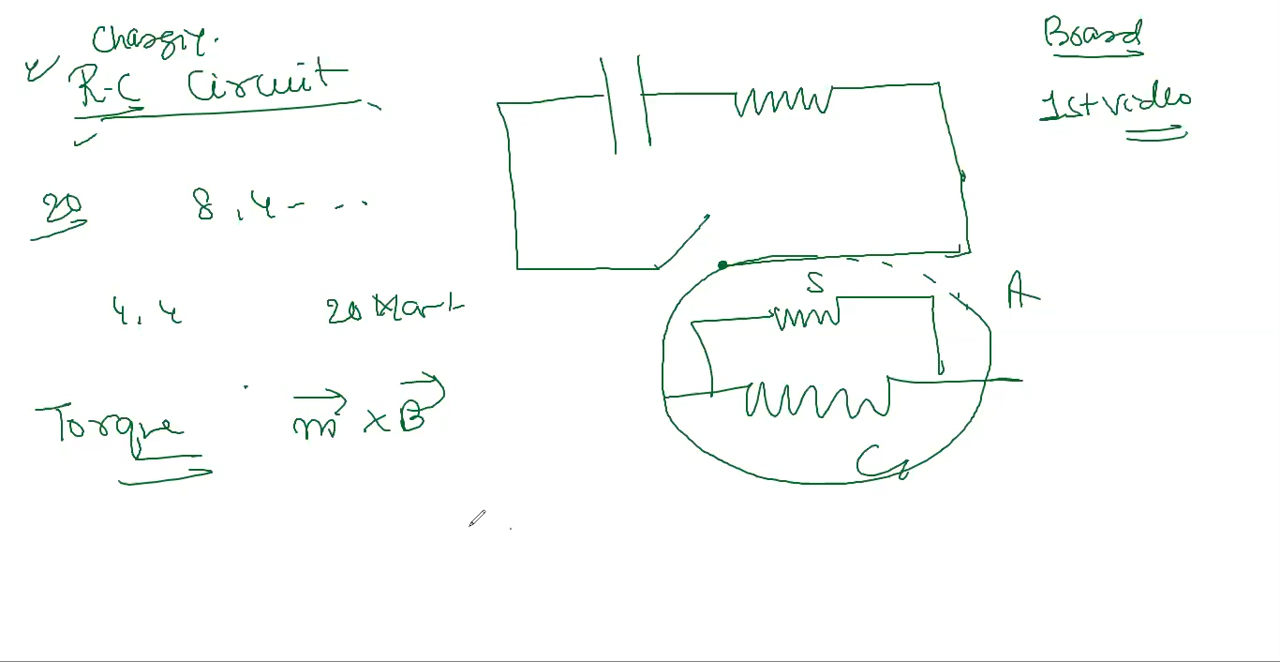 Charging.
R-C Circuit
Board
1st video
20 8, 4 - - ..
S
A
4, 4 20 Mark
Torque m × B
G